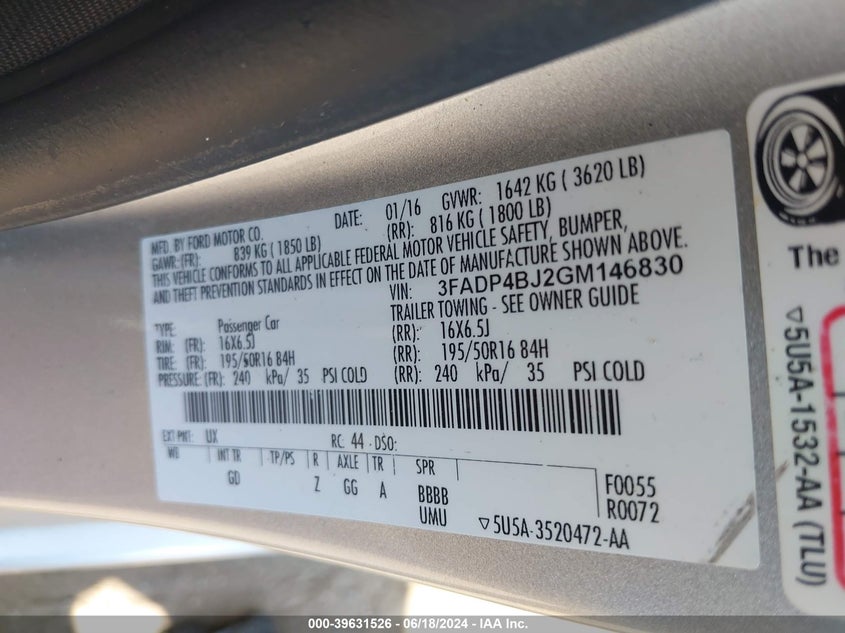 MFD. BY FORD MOTOR CO.
DATE: 01/16 GVWR: 1642 KG ( 3620 LB)
GAWR: (FR): 839 KG ( 1850 LB) (RR): 816 KG ( 1800 LB)
THIS VEHICLE CONFORMS TO ALL APPLICABLE FEDERAL MOTOR VEHICLE SAFETY, BUMPER,
AND THEFT PREVENTION STANDARDS IN EFFECT ON THE DATE OF MANUFACTURE SHOWN ABOVE.
VIN: 3FADP4BJ2GM146830
TYPE: Passenger Car TRAILER TOWING - SEE OWNER GUIDE
RIM: (FR): 16X6.5J (RR): 16X6.5J
TIRE: (FR): 195/50R16 84H (RR): 195/50R16 84H
PRESSURE: (FR): 240 kPa/ 35 PSI COLD (RR): 240 kPa/ 35 PSI COLD
EXT PNT: UX RC: 44 DSO:
WB INT TR TP/PS R AXLE TR SPR
GD Z GG A BBBB F0055
UMU R0072
▽5U5A-3520472-AA
The
▽5U5A-1532-AA (TLU)
000-39631526 - 06/18/2024 - IAA Inc.